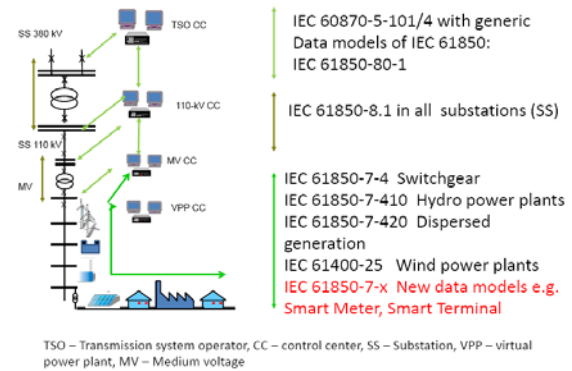 TSO CC
SS 380 kV
110-kV CC
SS 110 kV
MV CC
MV
VPP CC
IEC 60870-5-101/4 with generic
Data models of IEC 61850:
IEC 61850-80-1
IEC 61850-8.1 in all substations (SS)
IEC 61850-7-4 Switchgear
IEC 61850-7-410 Hydro power plants
IEC 61850-7-420 Dispersed
generation
IEC 61400-25 Wind power plants
IEC 61850-7-x New data models e.g.
Smart Meter, Smart Terminal
TSO – Transmission system operator, CC – control center, SS – Substation, VPP – virtual
power plant, MV – Medium voltage